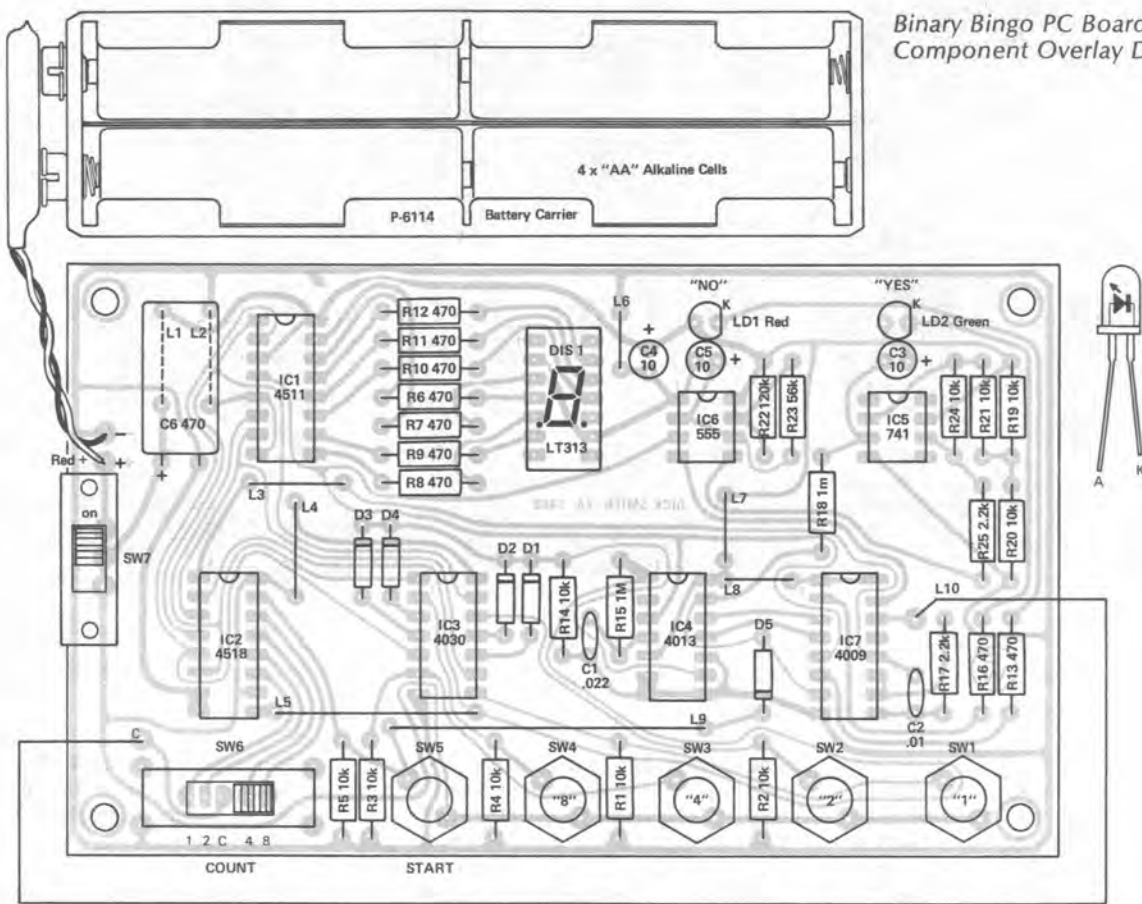 Binary Bingo PC Board
Component Overlay D
4 x "AA" Alkaline Cells
P-6114 Battery Carrier
"NO"
"YES"
L1 L2
IC1
4511
C6 470
+
R12 470
R11 470
R10 470
R6 470
R7 470
R9 470
R8 470
DIS 1
LT313
L6
+
C4
10
K
LD1 Red
C5
10
+
IC6
555
R22 120k
R23 56k
K
LD2 Green
C3
10
+
IC5
741
R24 10k
R21 10k
R19 10k
A
K
-
Red +
+
on
SW7
L3
L4
D3 D4
DICK SMITH
L7
R18 1m
R25 2.2k
R20 10k
IC2
4518
IC3
4030
D2 D1
R14 10k
C1
.022
R15 1M
IC4
4013
L8
D5
IC7
4009
L10
R17 2.2k
R16 470
R13 470
C2
.01
L5
L9
C
SW6
SW5
SW4
SW3
SW2
SW1
R5 10k
R3 10k
R4 10k
"8"
R1 10k
"4"
R2 10k
"2"
"1"
1 2 C 4 8
COUNT
START